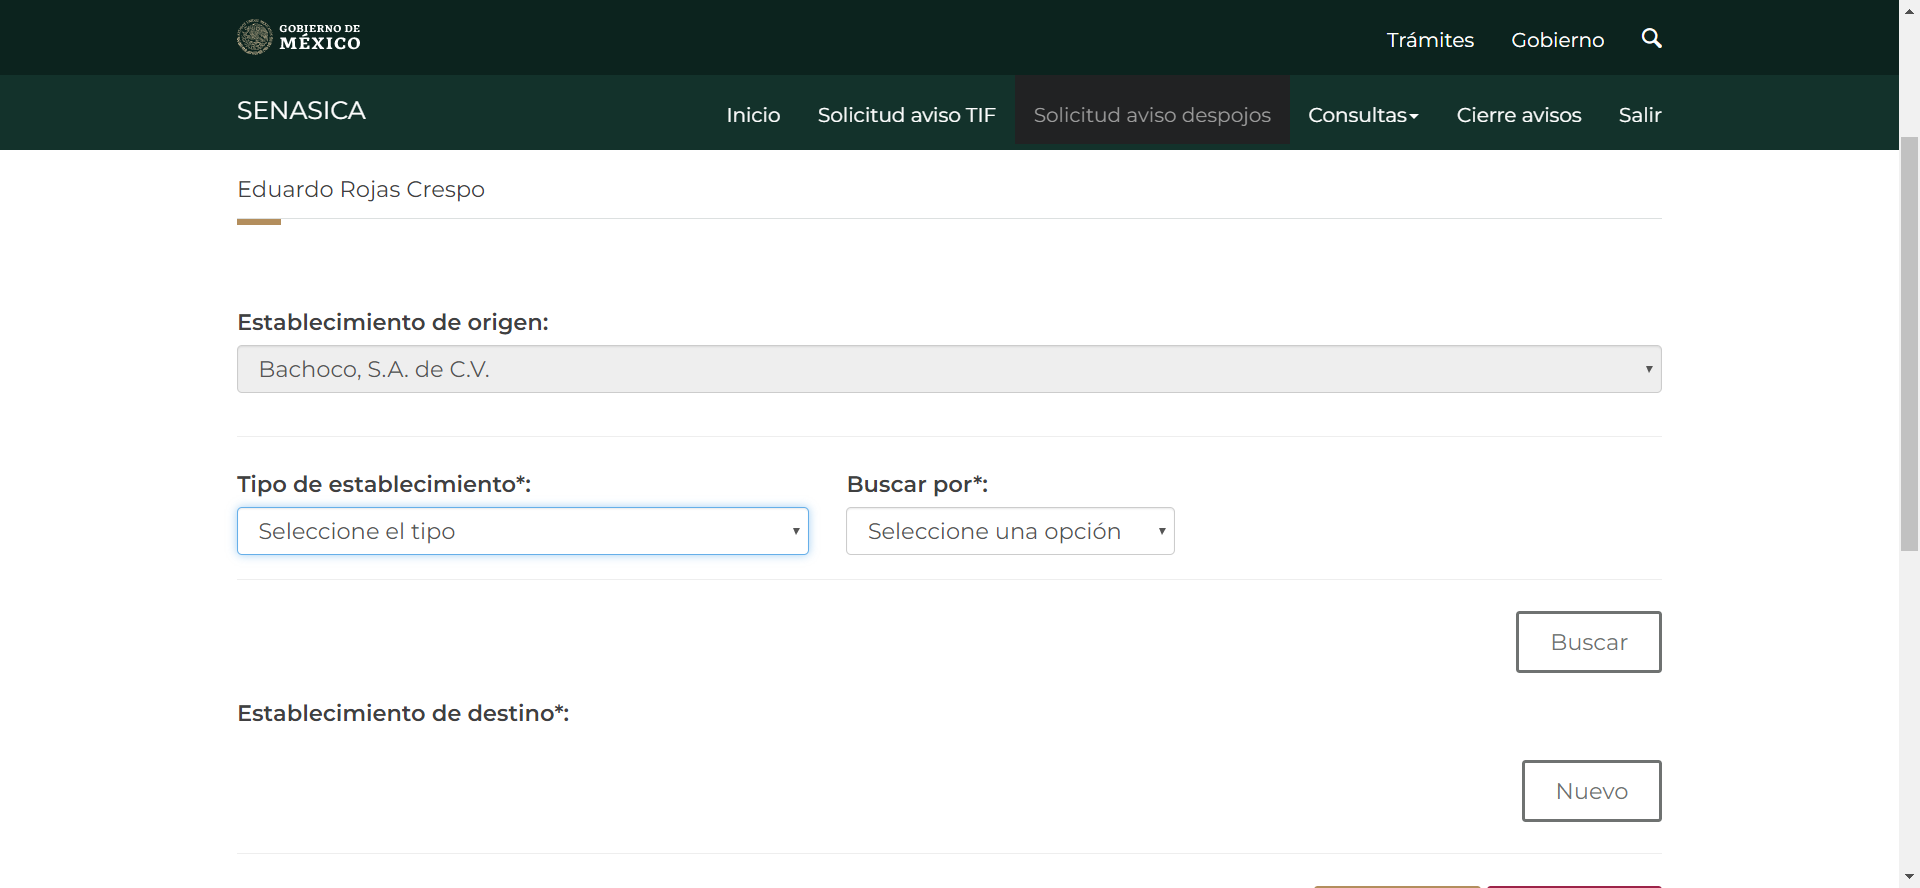 GOBIERNO DE
MÉXICO
Trámites Gobierno
SENASICA
Inicio Solicitud aviso TIF Solicitud aviso despojos Consultas Cierre avisos Salir
Eduardo Rojas Crespo
Establecimiento de origen:
Bachoco, S.A. de C.V.
Tipo de establecimiento*: Buscar por*:
Seleccione el tipo Seleccione una opción
Buscar
Establecimiento de destino*:
Nuevo